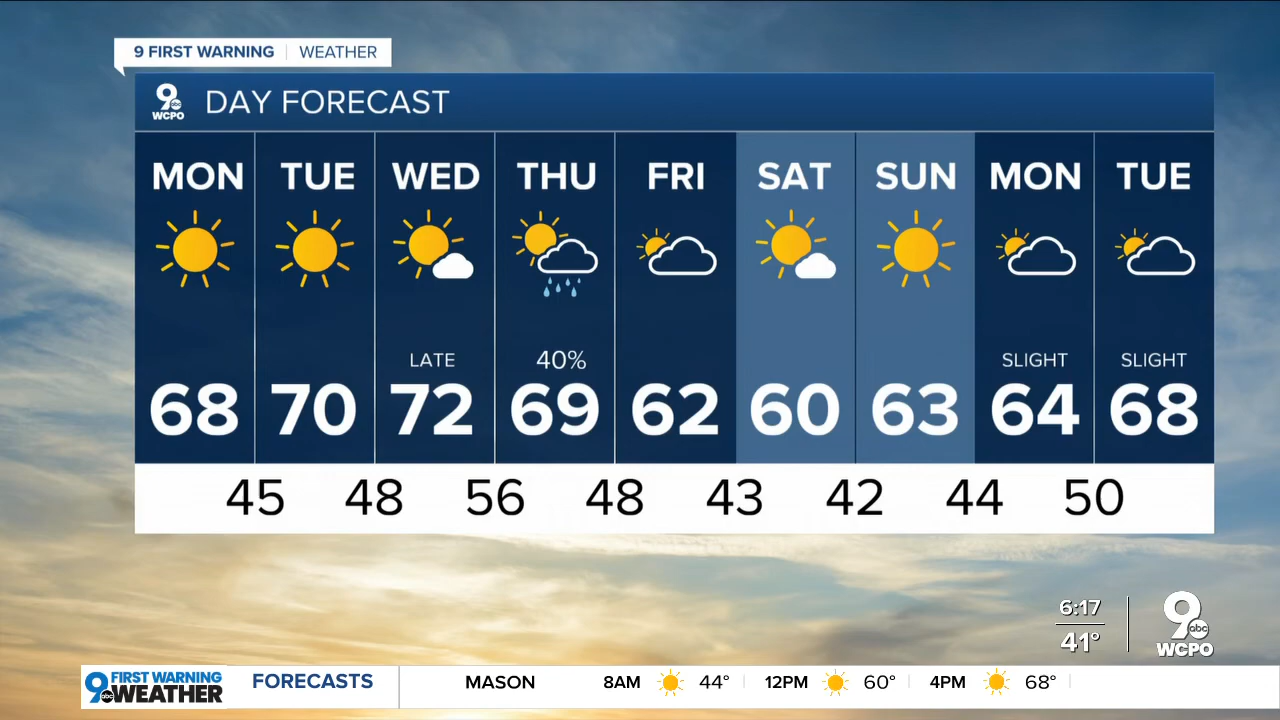 9 FIRST WARNING | WEATHER
9 abc WCPO DAY FORECAST
MON TUE WED THU FRI SAT SUN MON TUE
LATE 40% SLIGHT SLIGHT
68 70 72 69 62 60 63 64 68
45 48 56 48 43 42 44 50
6:17
41°
9 abc
WCPO
9 abc FIRST WARNING
WEATHER
FORECASTS MASON 8AM 44° 12PM 60° 4PM 68°